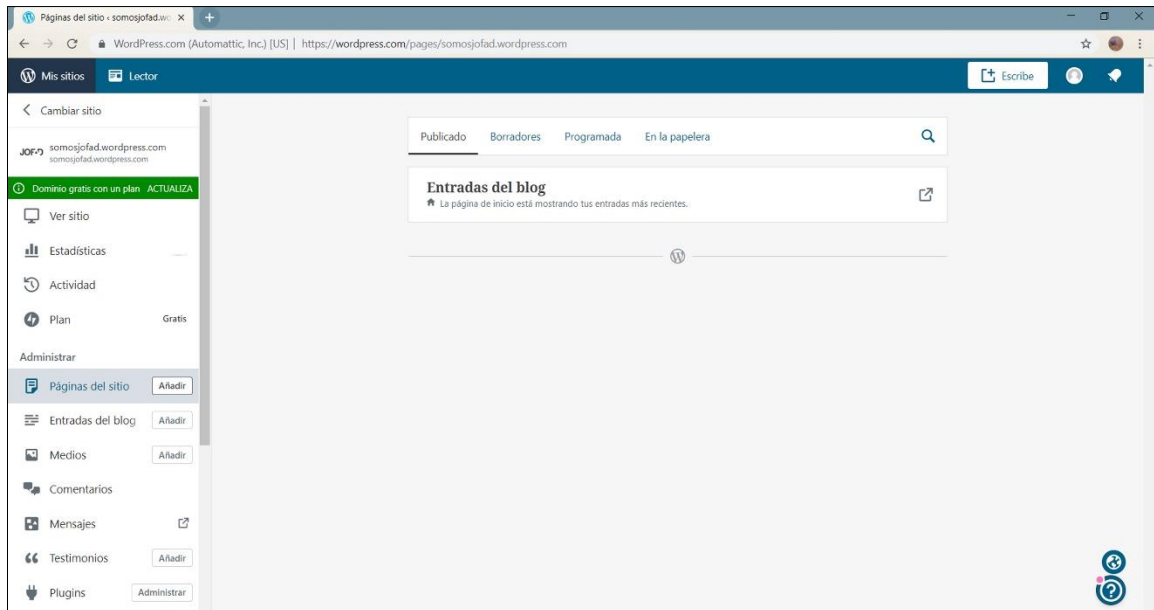 Páginas del sitio ‹ somosjofad.wo
WordPress.com (Automattic, Inc.) [US] | https://wordpress.com/pages/somosjofad.wordpress.com
Mis sitios
Lector
Escribe
Cambiar sitio
somosjofad.wordpress.com
somosjofad.wordpress.com
Dominio gratis con un plan ACTUALIZA
Ver sitio
Estadísticas
Actividad
Plan Gratis
Administrar
Páginas del sitio Añadir
Entradas del blog Añadir
Medios Añadir
Comentarios
Mensajes
Testimonios Añadir
Plugins Administrar
Publicado Borradores Programada En la papelera
Entradas del blog
La página de inicio está mostrando tus entradas más recientes.